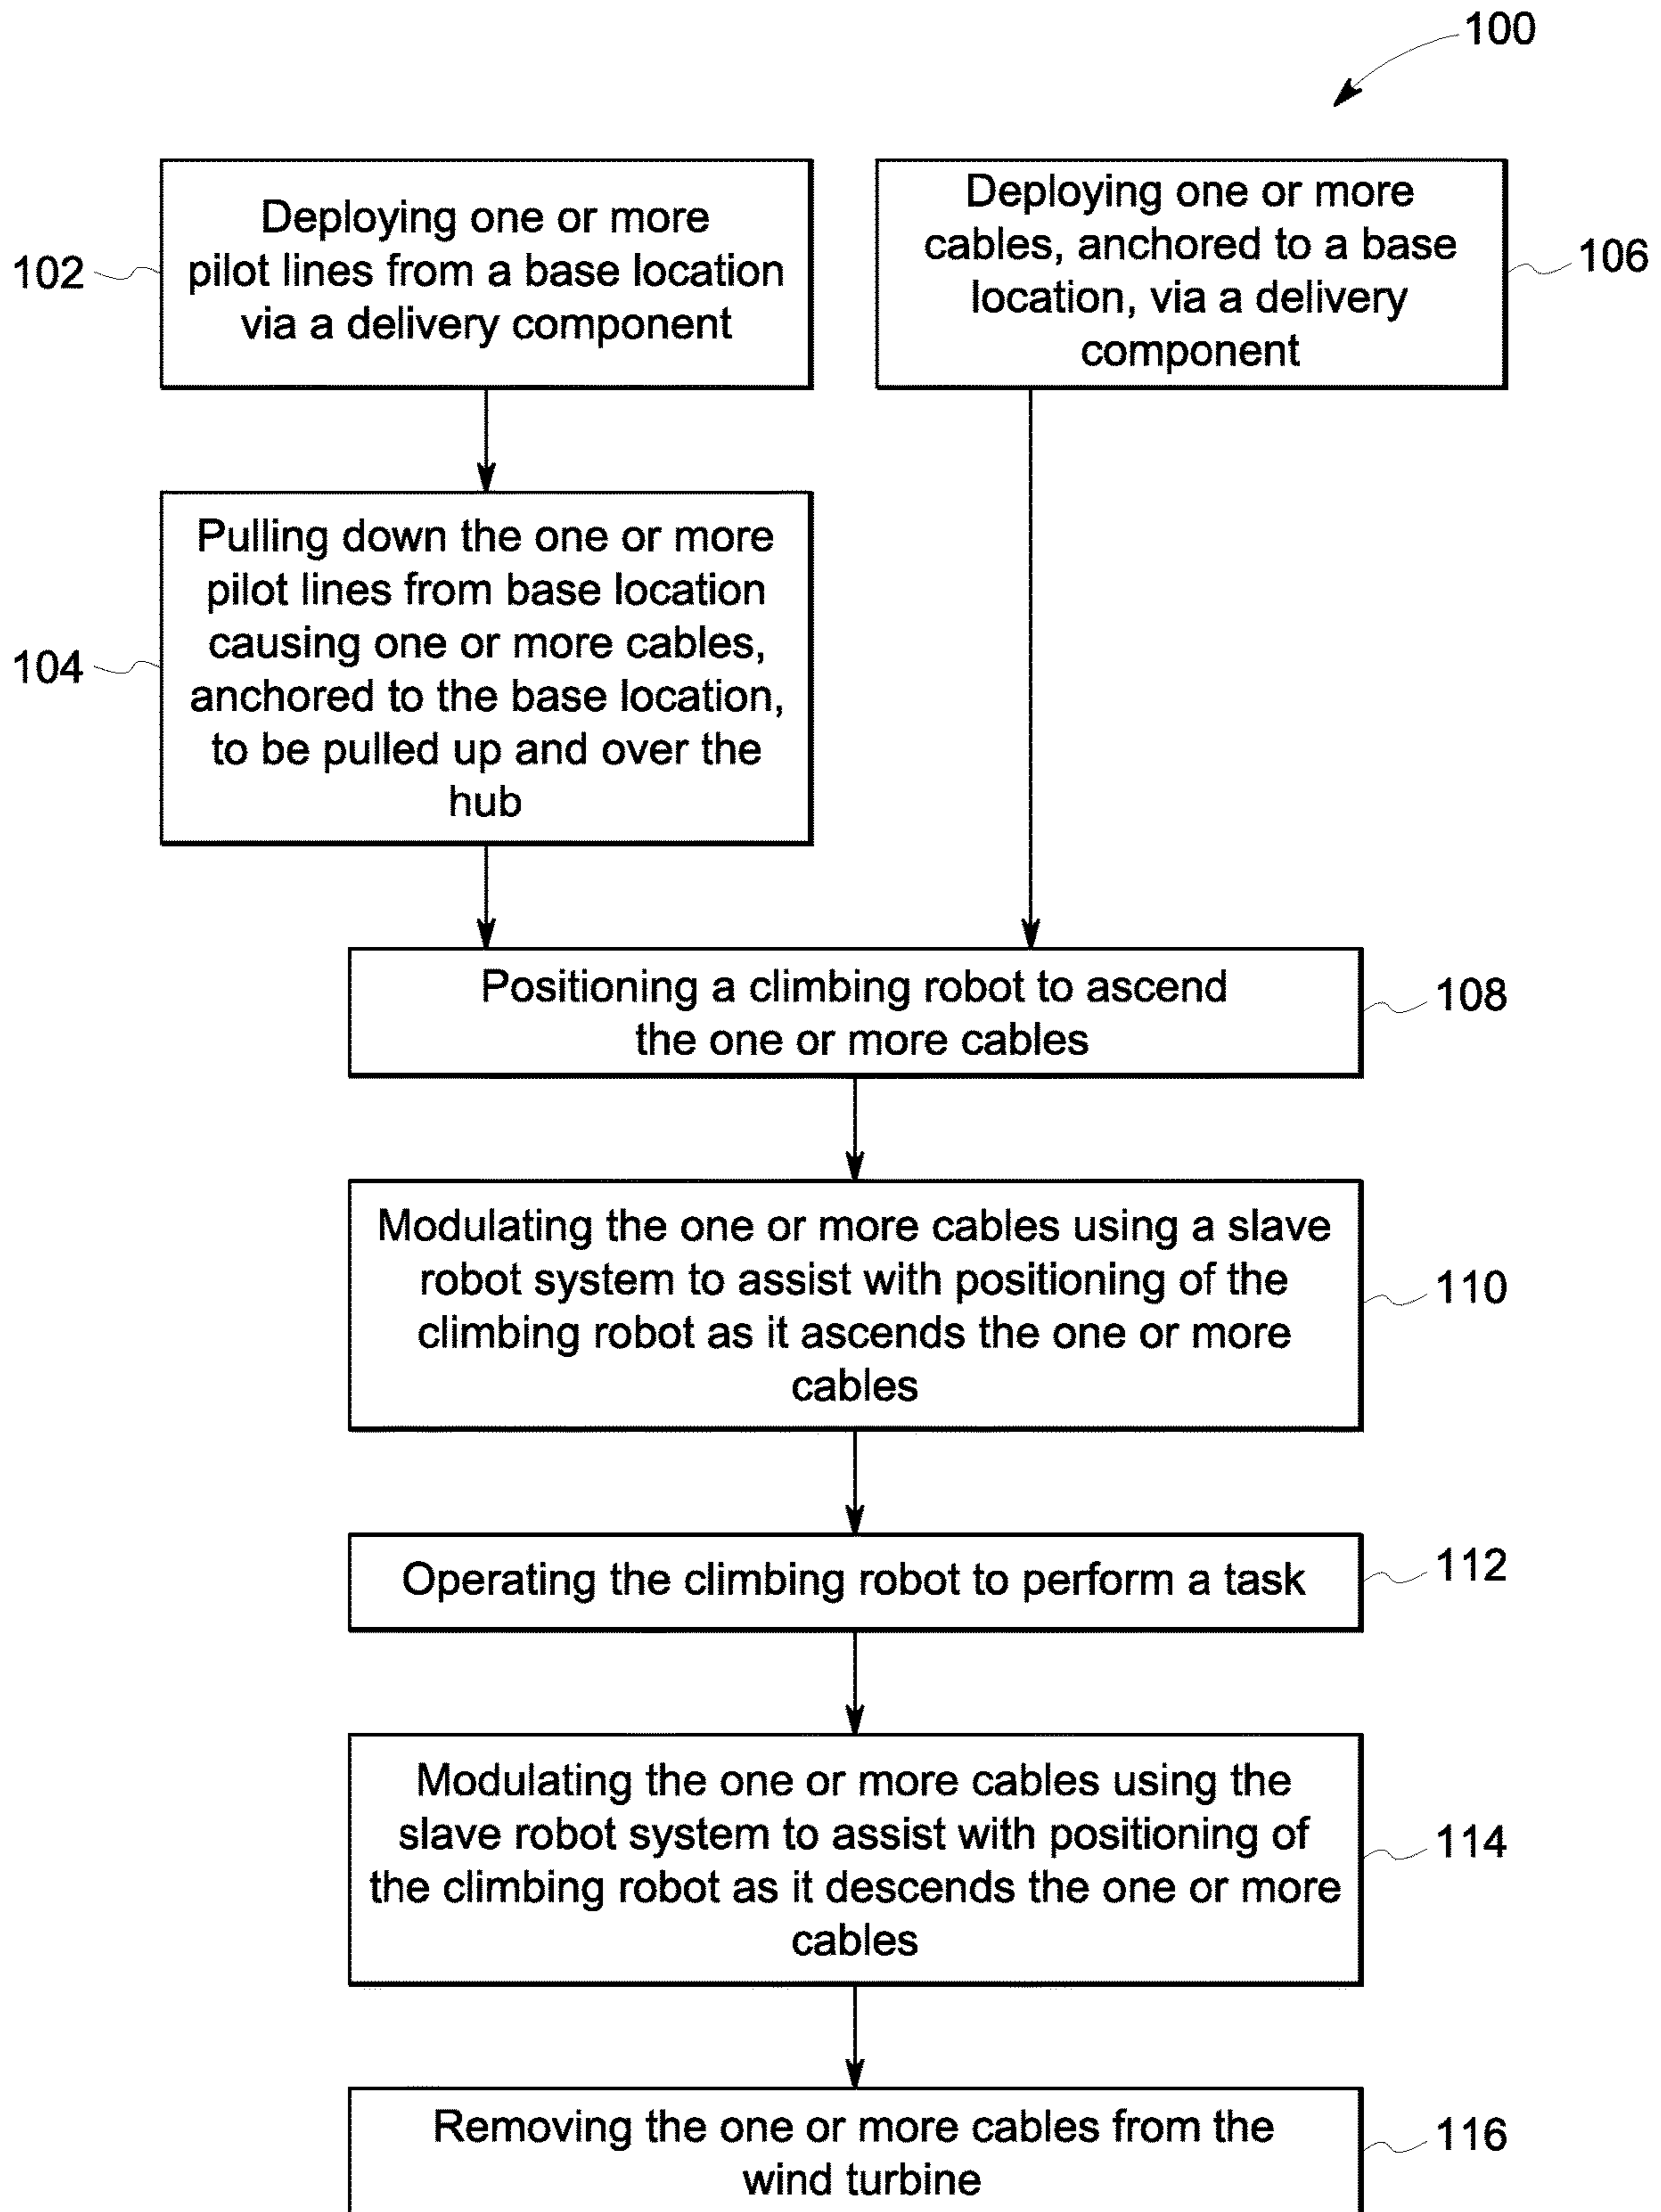 100
Deploying one or more
pilot lines from a base location
via a delivery component
102
Deploying one or more
cables, anchored to a base
location, via a delivery
component
106
Pulling down the one or more
pilot lines from base location
causing one or more cables,
anchored to the base location,
to be pulled up and over the
hub
104
Positioning a climbing robot to ascend
the one or more cables
108
Modulating the one or more cables using a slave
robot system to assist with positioning of the
climbing robot as it ascends the one or more
cables
110
Operating the climbing robot to perform a task
112
Modulating the one or more cables using the
slave robot system to assist with positioning of
the climbing robot as it descends the one or more
cables
114
Removing the one or more cables from the
wind turbine
116